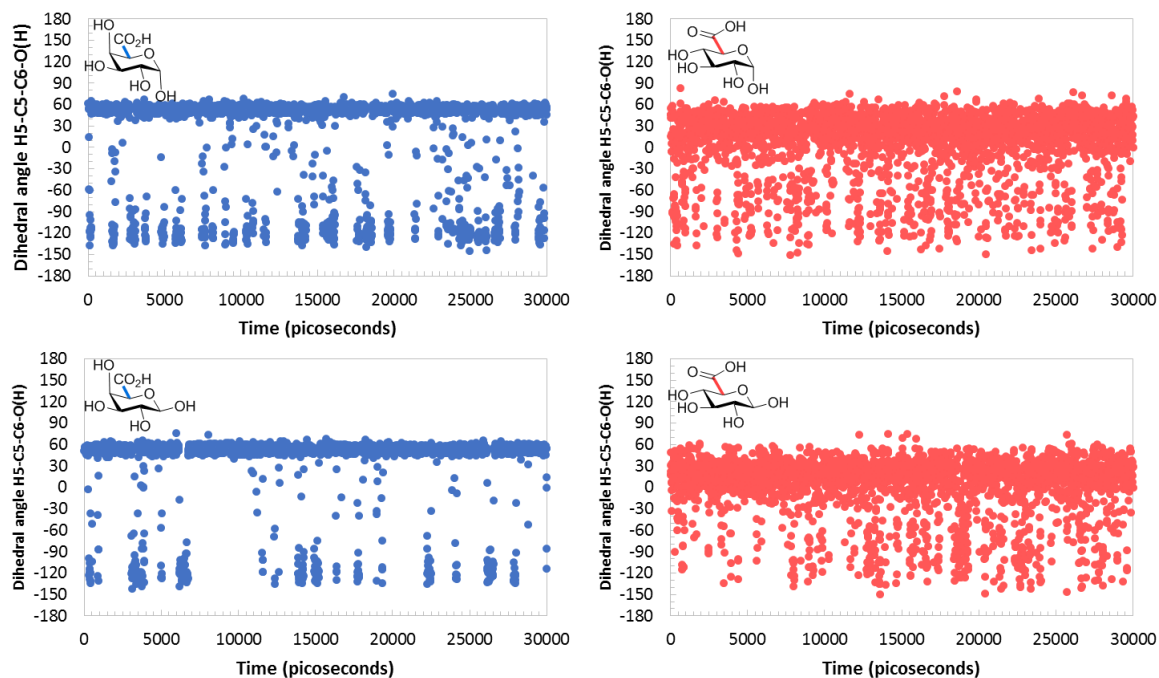 Dihedral angle H5-C5-C6-O(H)
180
150
120
90
60
30
0
-30
-60
-90
-120
-150
-180
HO
CO2H
O
HO
HO
OH
0
5000
10000
15000
20000
25000
30000
Time (picoseconds)
Dihedral angle H5-C5-C6-O(H)
180
150
120
90
60
30
0
-30
-60
-90
-120
-150
-180
OH
O
HO
O
HO
HO
OH
0
5000
10000
15000
20000
25000
30000
Time (picoseconds)
Dihedral angle H5-C5-C6-O(H)
180
150
120
90
60
30
0
-30
-60
-90
-120
-150
-180
HO
CO2H
O
HO
OH
HO
0
5000
10000
15000
20000
25000
30000
Time (picoseconds)
Dihedral angle H5-C5-C6-O(H)
180
150
120
90
60
30
0
-30
-60
-90
-120
-150
-180
OH
O
HO
O
HO
OH
HO
0
5000
10000
15000
20000
25000
30000
Time (picoseconds)